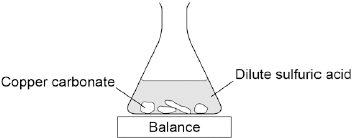 Dilute sulfuric acid
Copper carbonate
Balance